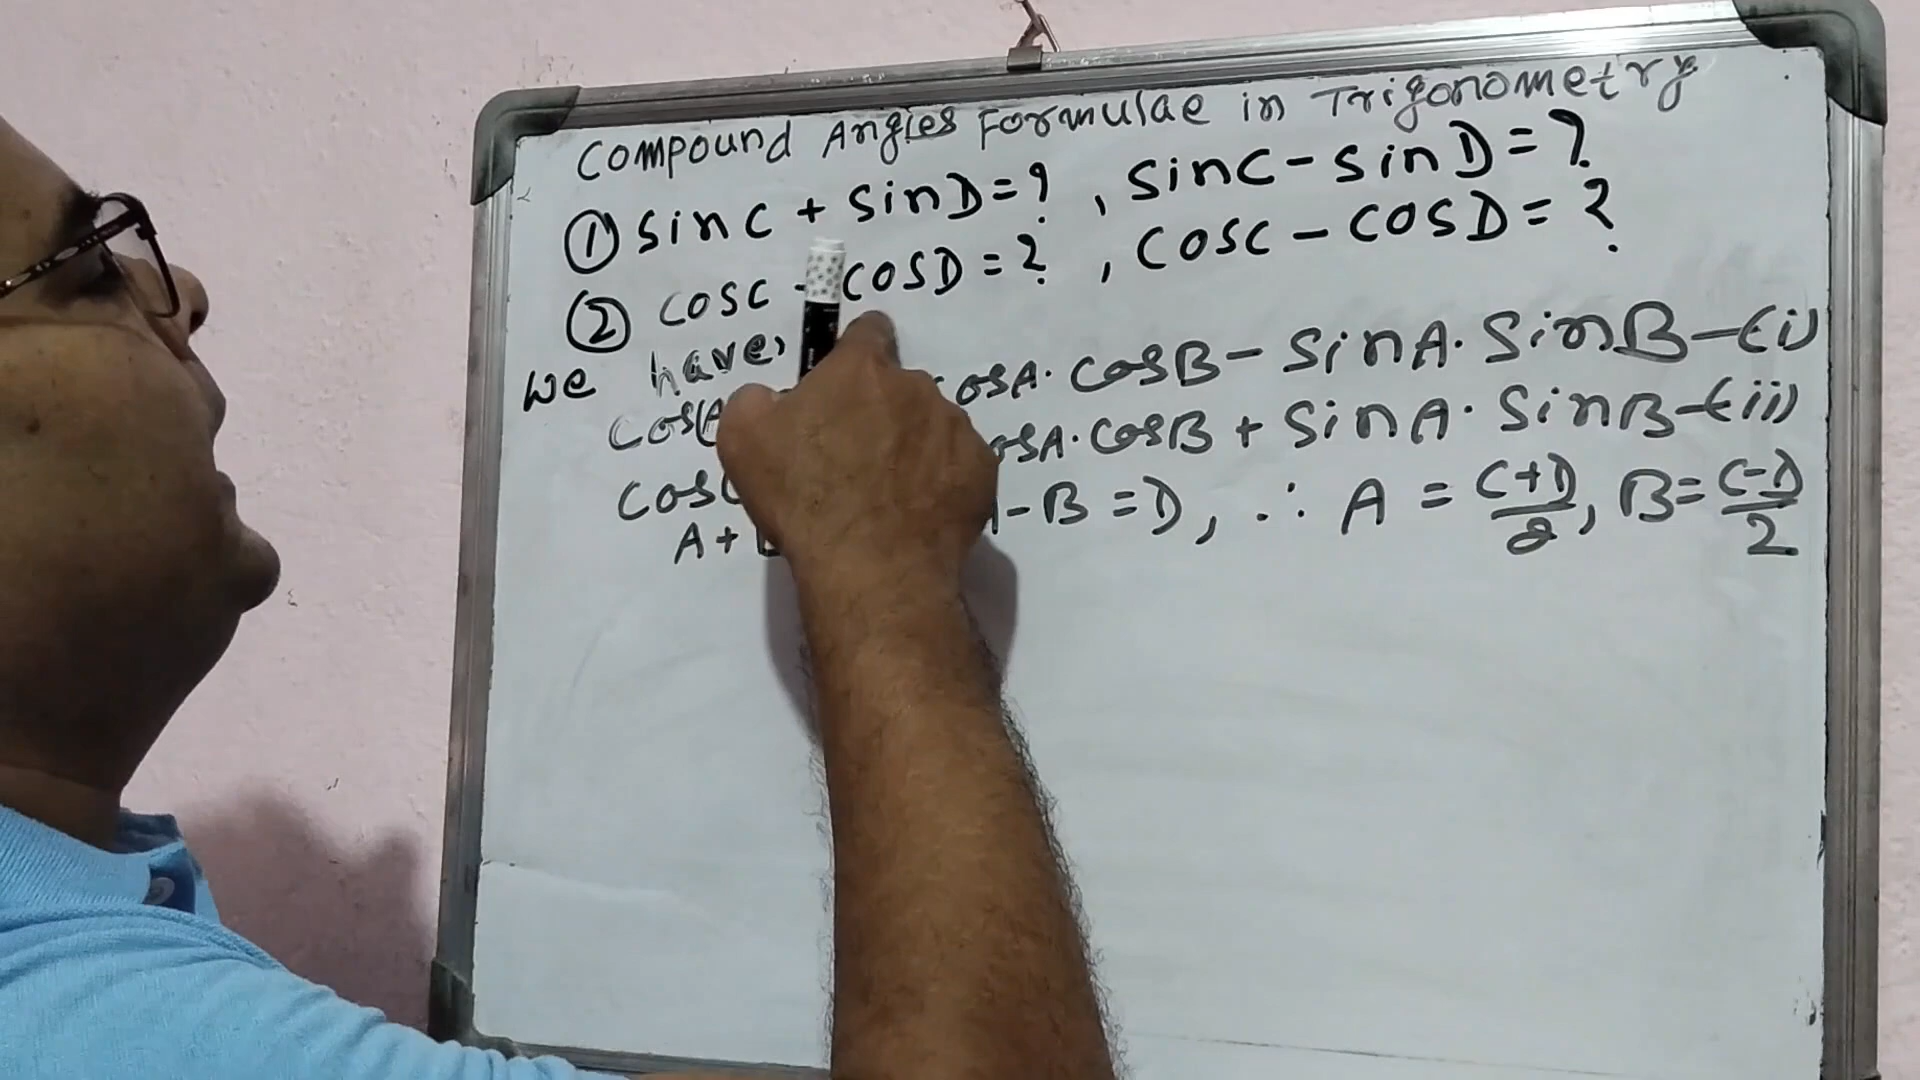 Compound Angles Formulae in Trigonometry
① sinC + sinD = ? , sinC - sinD = ?
② cosC - cosD = ? , cosC - cosD = ?
We have,
cos(A cosA. cosB - sinA. sinB -(i)
cos( cosA. cosB + sinA. sinB -(ii)
A+ -B = D, ∴ A = C+D/2, B = C-D/2